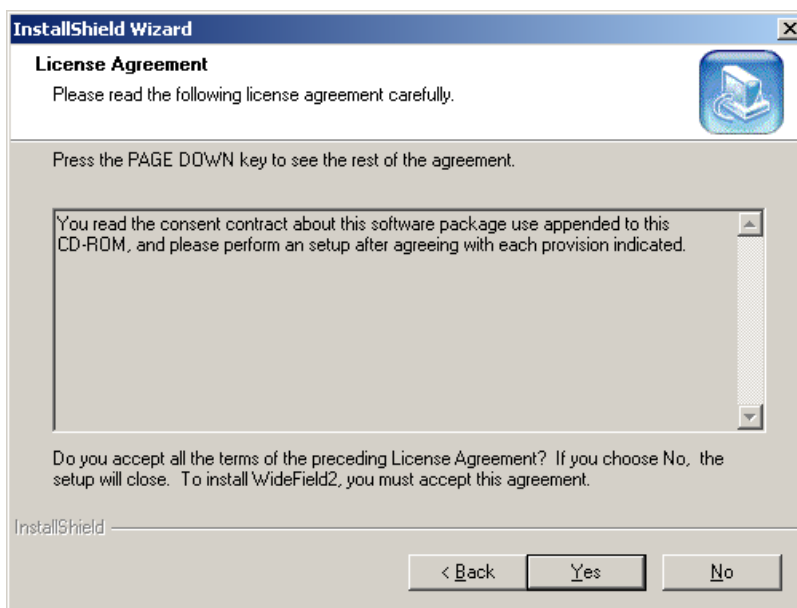 InstallShield Wizard
License Agreement
Please read the following license agreement carefully.
Press the PAGE DOWN key to see the rest of the agreement.
You read the consent contract about this software package use appended to this
CD-ROM, and please perform an setup after agreeing with each provision indicated.
Do you accept all the terms of the preceding License Agreement?  If you choose No,  the
setup will close.  To install WideField2, you must accept this agreement.
InstallShield
< Back
Yes
No